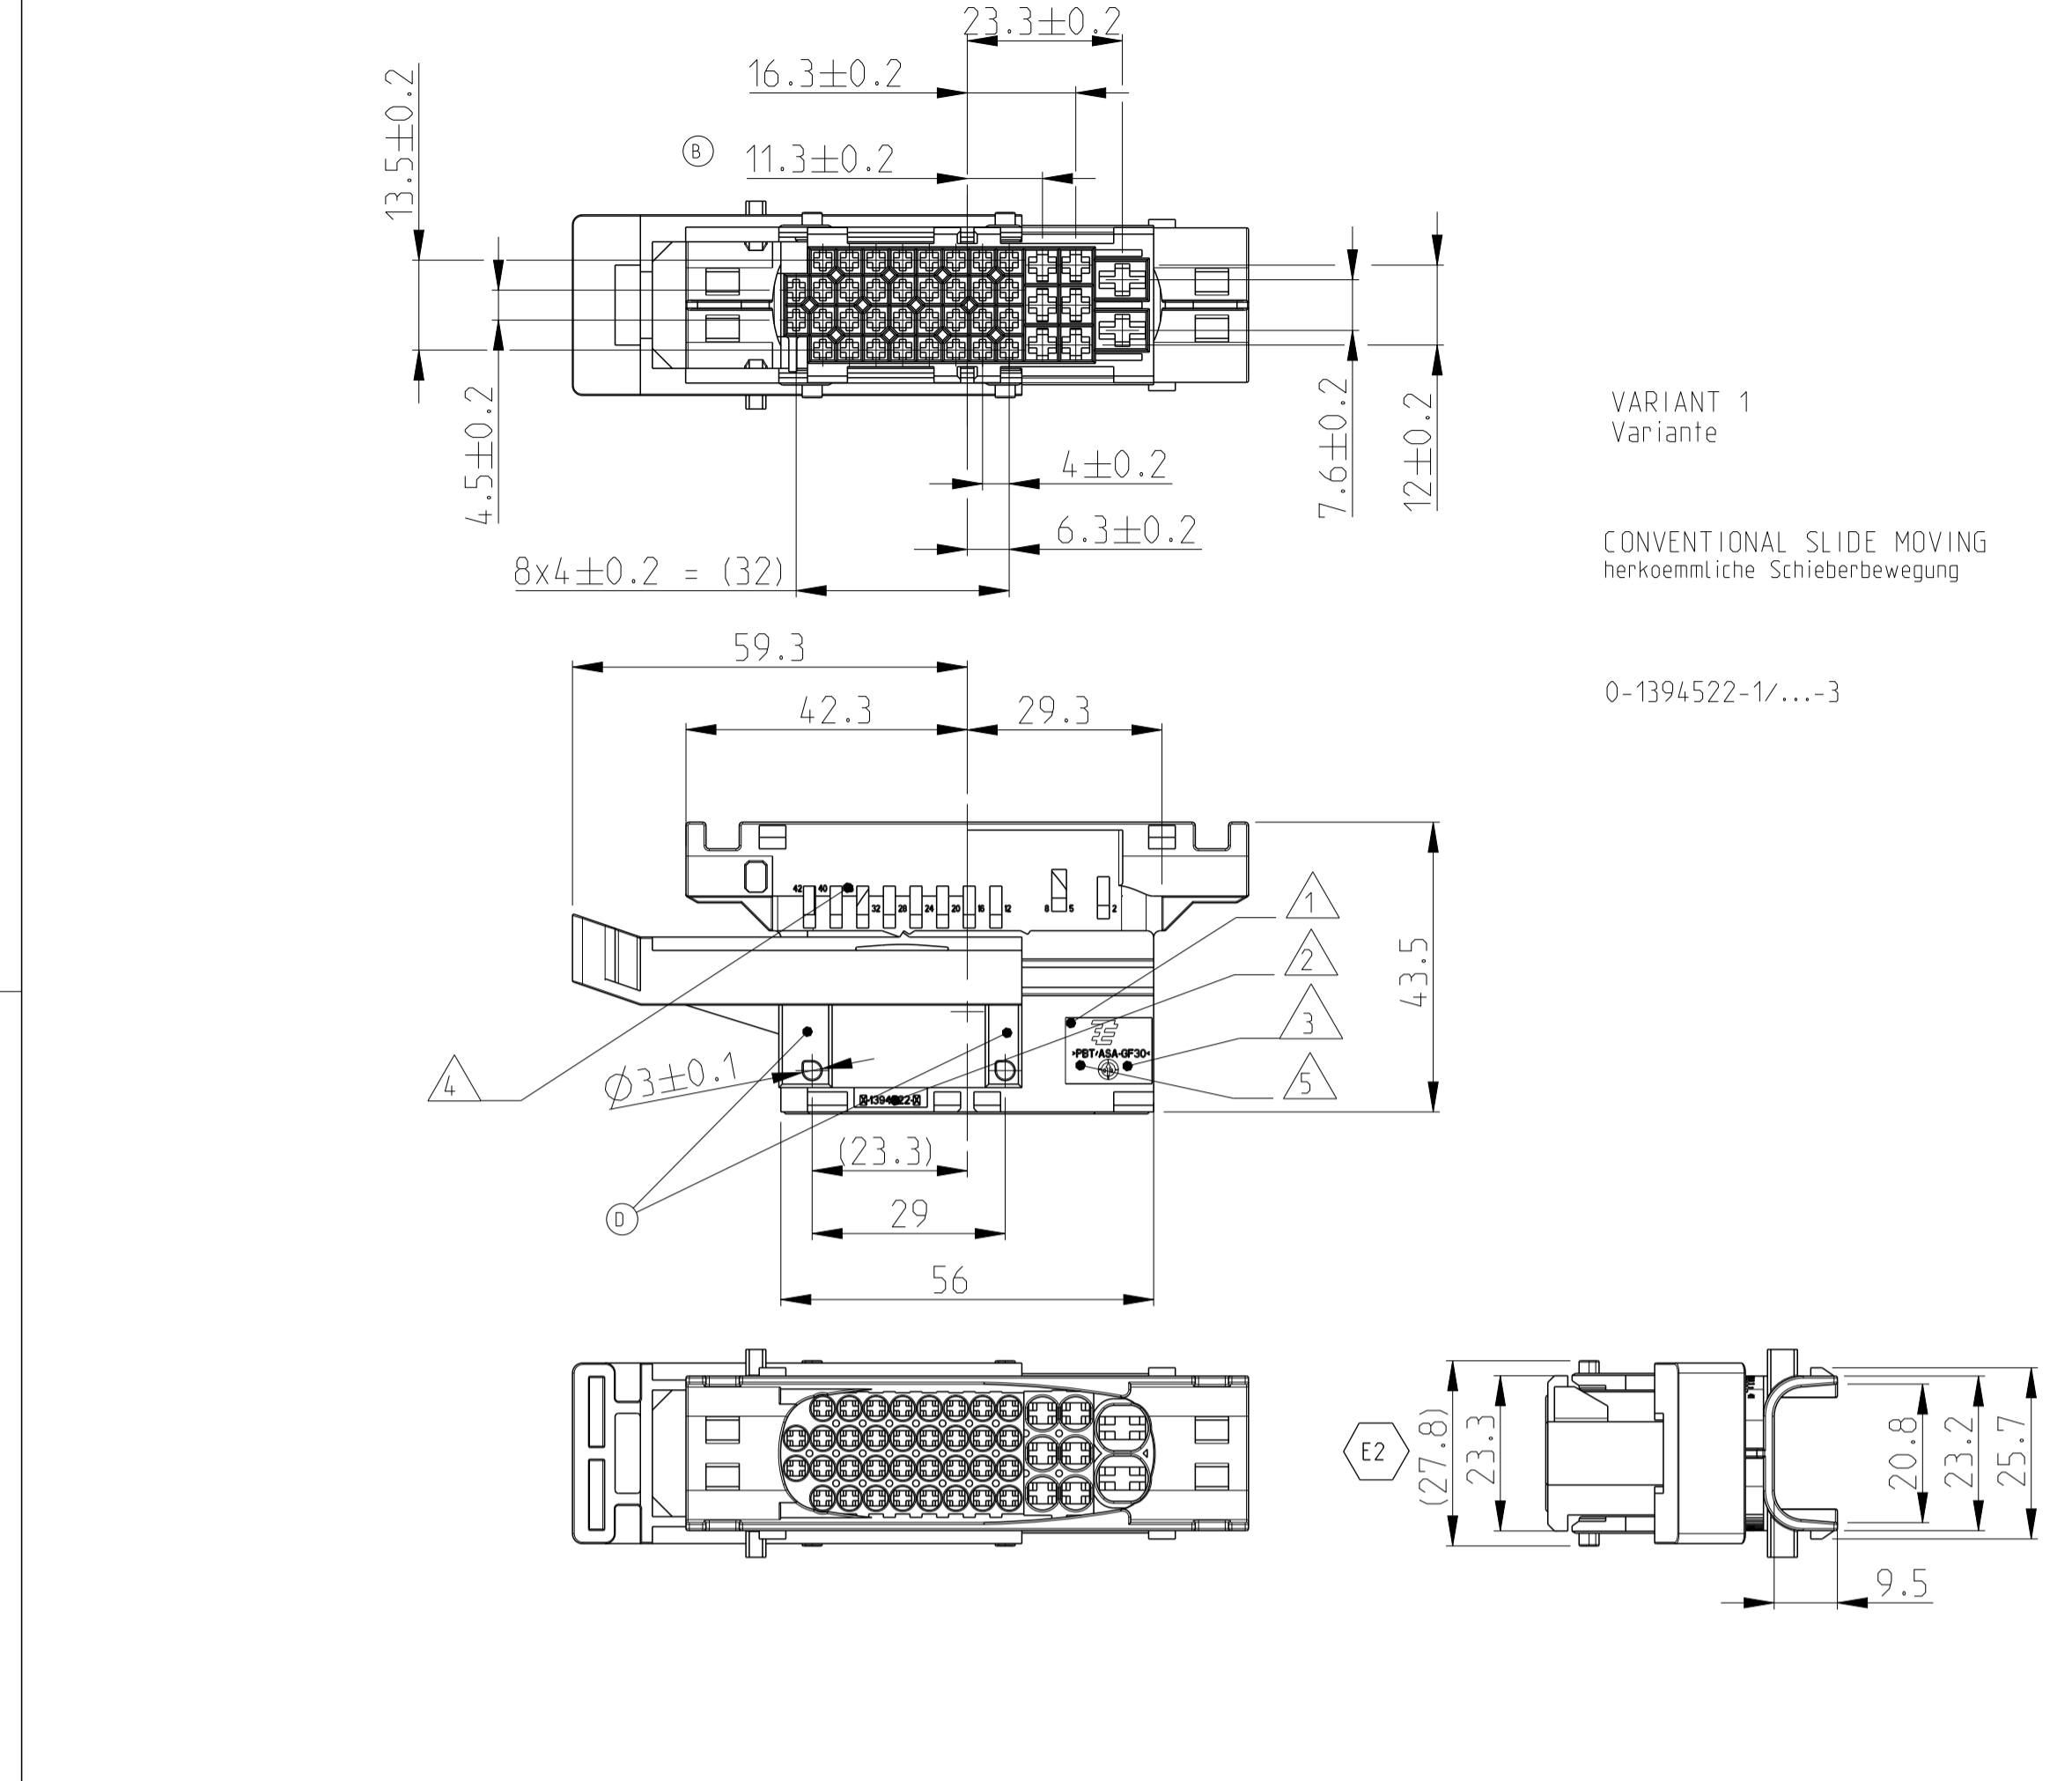 23.3±0.2
16.3±0.2
B
11.3±0.2
13.5±0.2
4.5±0.2
7.6±0.2
12±0.2
4±0.2
6.3±0.2
8x4±0.2 = (32)
VARIANT 1
Variante
CONVENTIONAL SLIDE MOVING
herkoemmliche Schieberbewegung
0-1394522-1/...-3
59.3
42.3
29.3
42 40 32 28 24 20 16 12 8 5 2
1
2
3
4
5
43.5
>PBT/ASA-GF30<
Ø3±0.1
(23.3)
D
29
56
E2
(27.8)
23.3
20.8
23.2
25.7
9.5